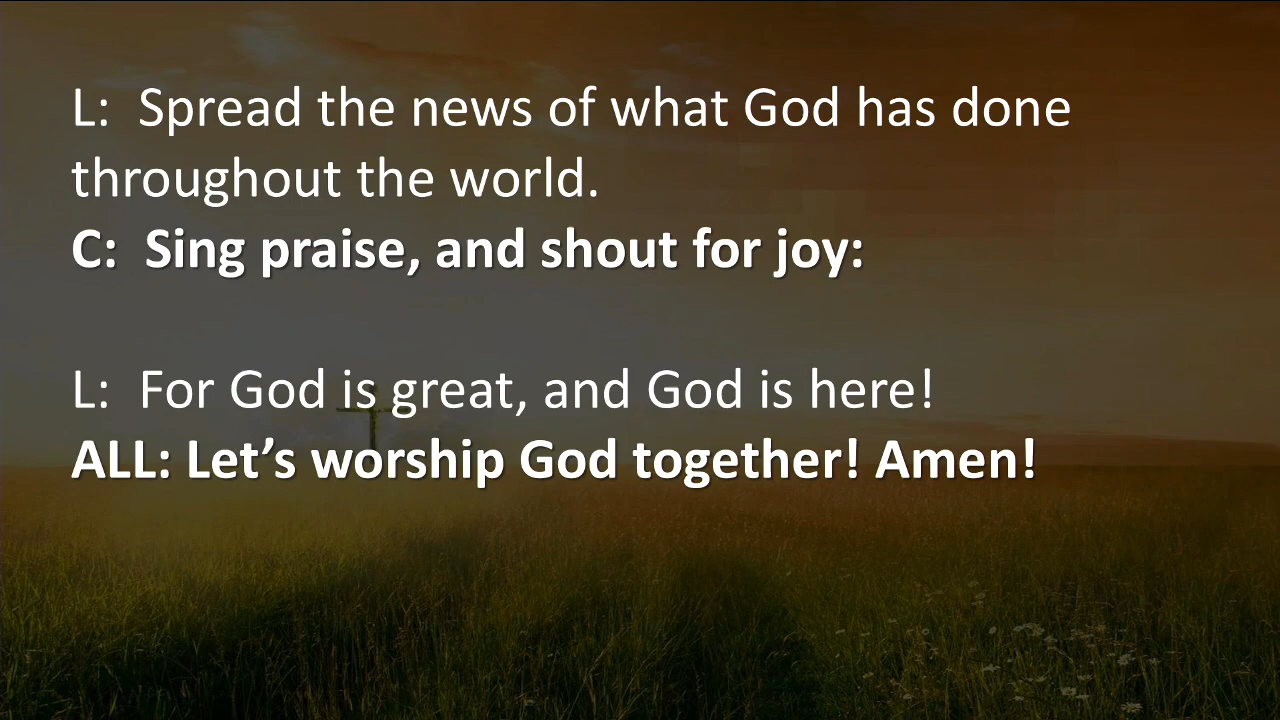 L:  Spread the news of what God has done
throughout the world.
C:  Sing praise, and shout for joy:
L:  For God is great, and God is here!
ALL: Let’s worship God together! Amen!